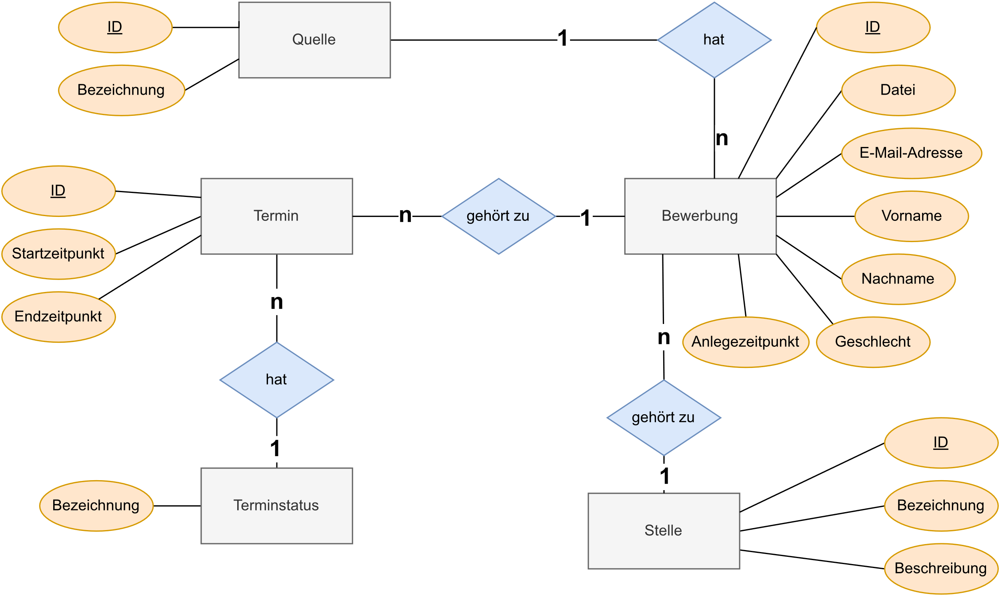 ID
Quelle
1
hat
ID
Bezeichnung
Datei
n
E-Mail-Adresse
ID
Termin
n
gehört zu
1
Bewerbung
Vorname
Startzeitpunkt
Nachname
n
Endzeitpunkt
n
Anlegezeitpunkt
Geschlecht
hat
gehört zu
1
ID
1
Bezeichnung
Terminstatus
Bezeichnung
Stelle
Beschreibung